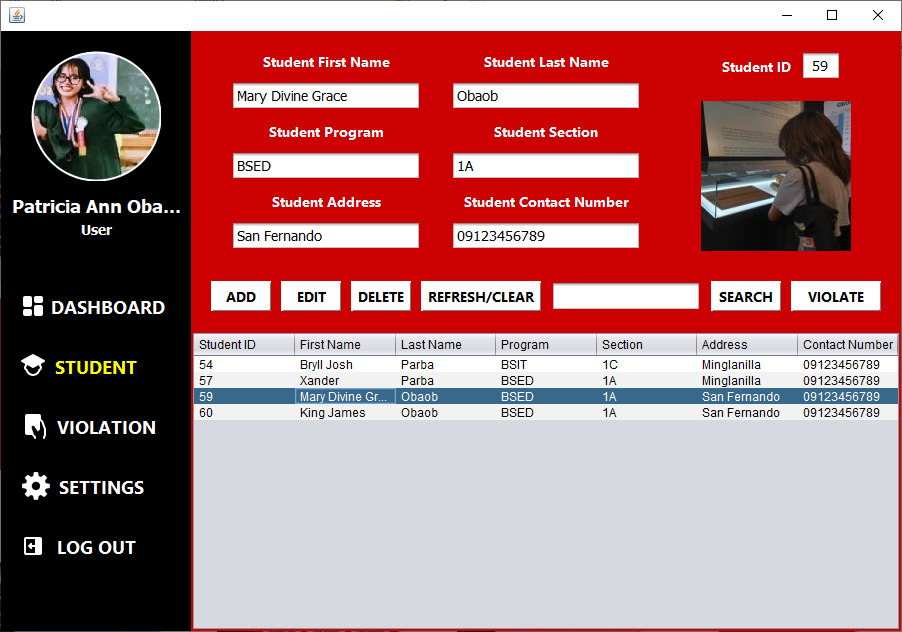 Patricia Ann Oba...
User
DASHBOARD
STUDENT
VIOLATION
SETTINGS
LOG OUT
Student First Name Student Last Name Student ID 59
Mary Divine Grace Obaob
Student Program Student Section
BSED 1A
Student Address Student Contact Number
San Fernando 09123456789
ADD EDIT DELETE REFRESH/CLEAR SEARCH VIOLATE
Student ID First Name Last Name Program Section Address Contact Number
54 Bryll Josh Parba BSIT 1C Minglanilla 09123456789
57 Xander Parba BSED 1A Minglanilla 09123456789
59 Mary Divine Gr... Obaob BSED 1A San Fernando 09123456789
60 King James Obaob BSED 1A San Fernando 09123456789